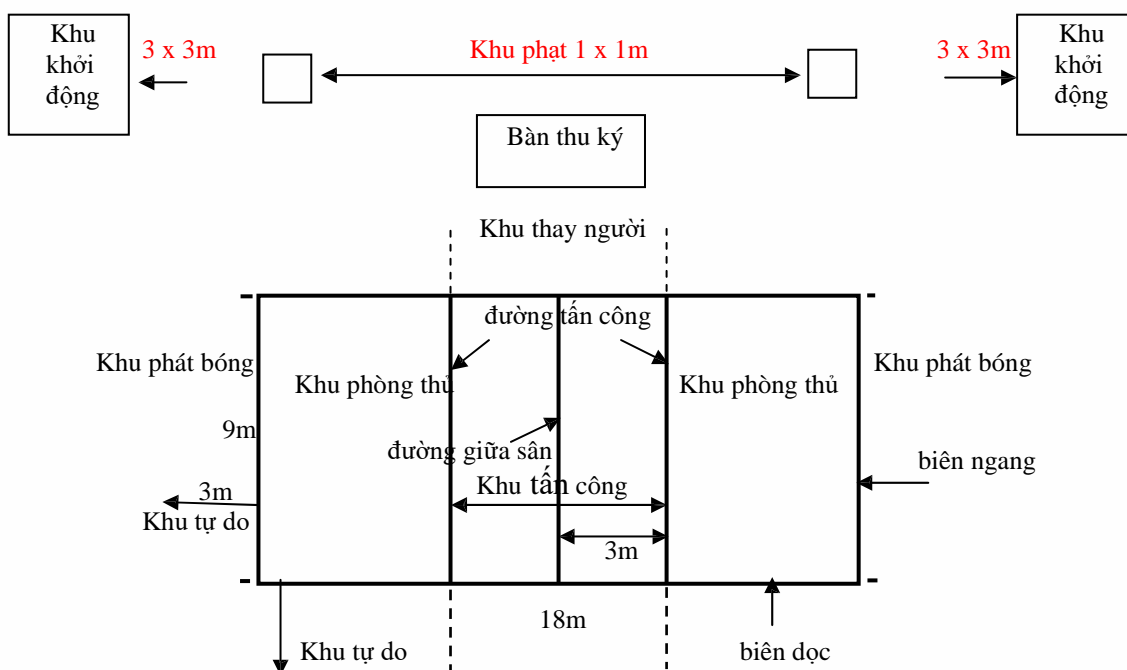 Khu
khởi
động
3 x 3m
Khu phạt 1 x 1m
3 x 3m
Khu
khởi
động
Bàn thu ký
Khu thay người
đường tấn công
Khu phát bóng
Khu phòng thủ
Khu phòng thủ
Khu phát bóng
9m
đường giữa sân
biên ngang
Khu tấn công
3m
Khu tự do
3m
18m
Khu tự do
biên dọc